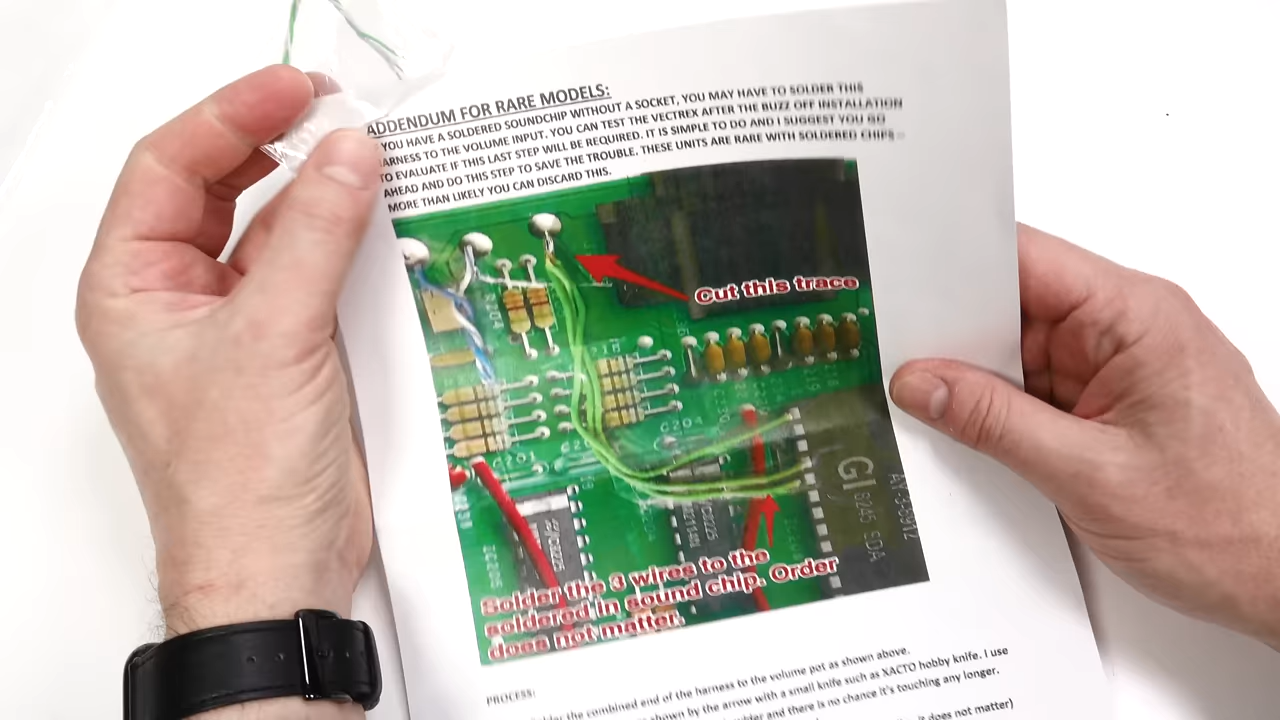 ADDENDUM FOR RARE MODELS:
YOU HAVE A SOLDERED SOUNDCHIP WITHOUT A SOCKET, YOU MAY HAVE TO SOLDER THIS
HARNESS TO THE VOLUME INPUT. YOU CAN TEST THE VECTREX AFTER THE BUZZ OFF INSTALLATION
TO EVALUATE IF THIS LAST STEP WILL BE REQUIRED. IT IS SIMPLE TO DO AND I SUGGEST YOU GO
AHEAD AND DO THIS STEP TO SAVE THE TROUBLE. THESE UNITS ARE RARE WITH SOLDERED CHIPS –
MORE THAN LIKELY YOU CAN DISCARD THIS.
Cut this trace
GI
8245 SDA
AY-3-8912
Solder the 3 wires to the
soldered in sound chip. Order
does not matter.
PROCESS:
the combined end of the harness to the volume pot as shown above.
shown by the arrow with a small knife such as XACTO hobby knife. I use
and there is no chance it's touching any longer.
does not matter)